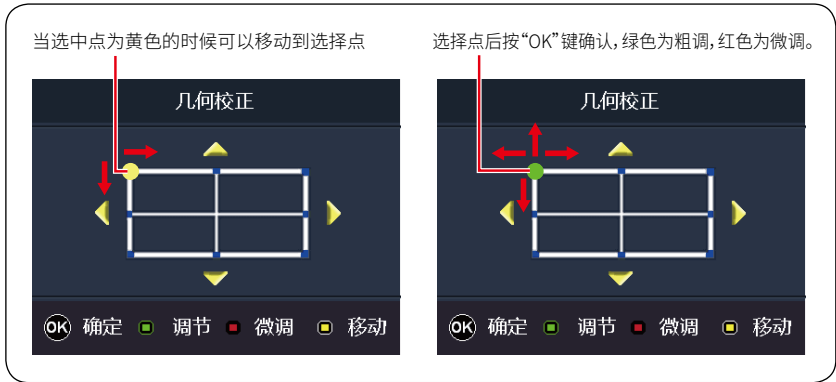 当选中点为黄色的时候可以移动到选择点
选择点后按“OK”键确认,绿色为粗调,红色为微调。
几何校正
OK 确定 调节 微调 移动
几何校正
OK 确定 调节 微调 移动